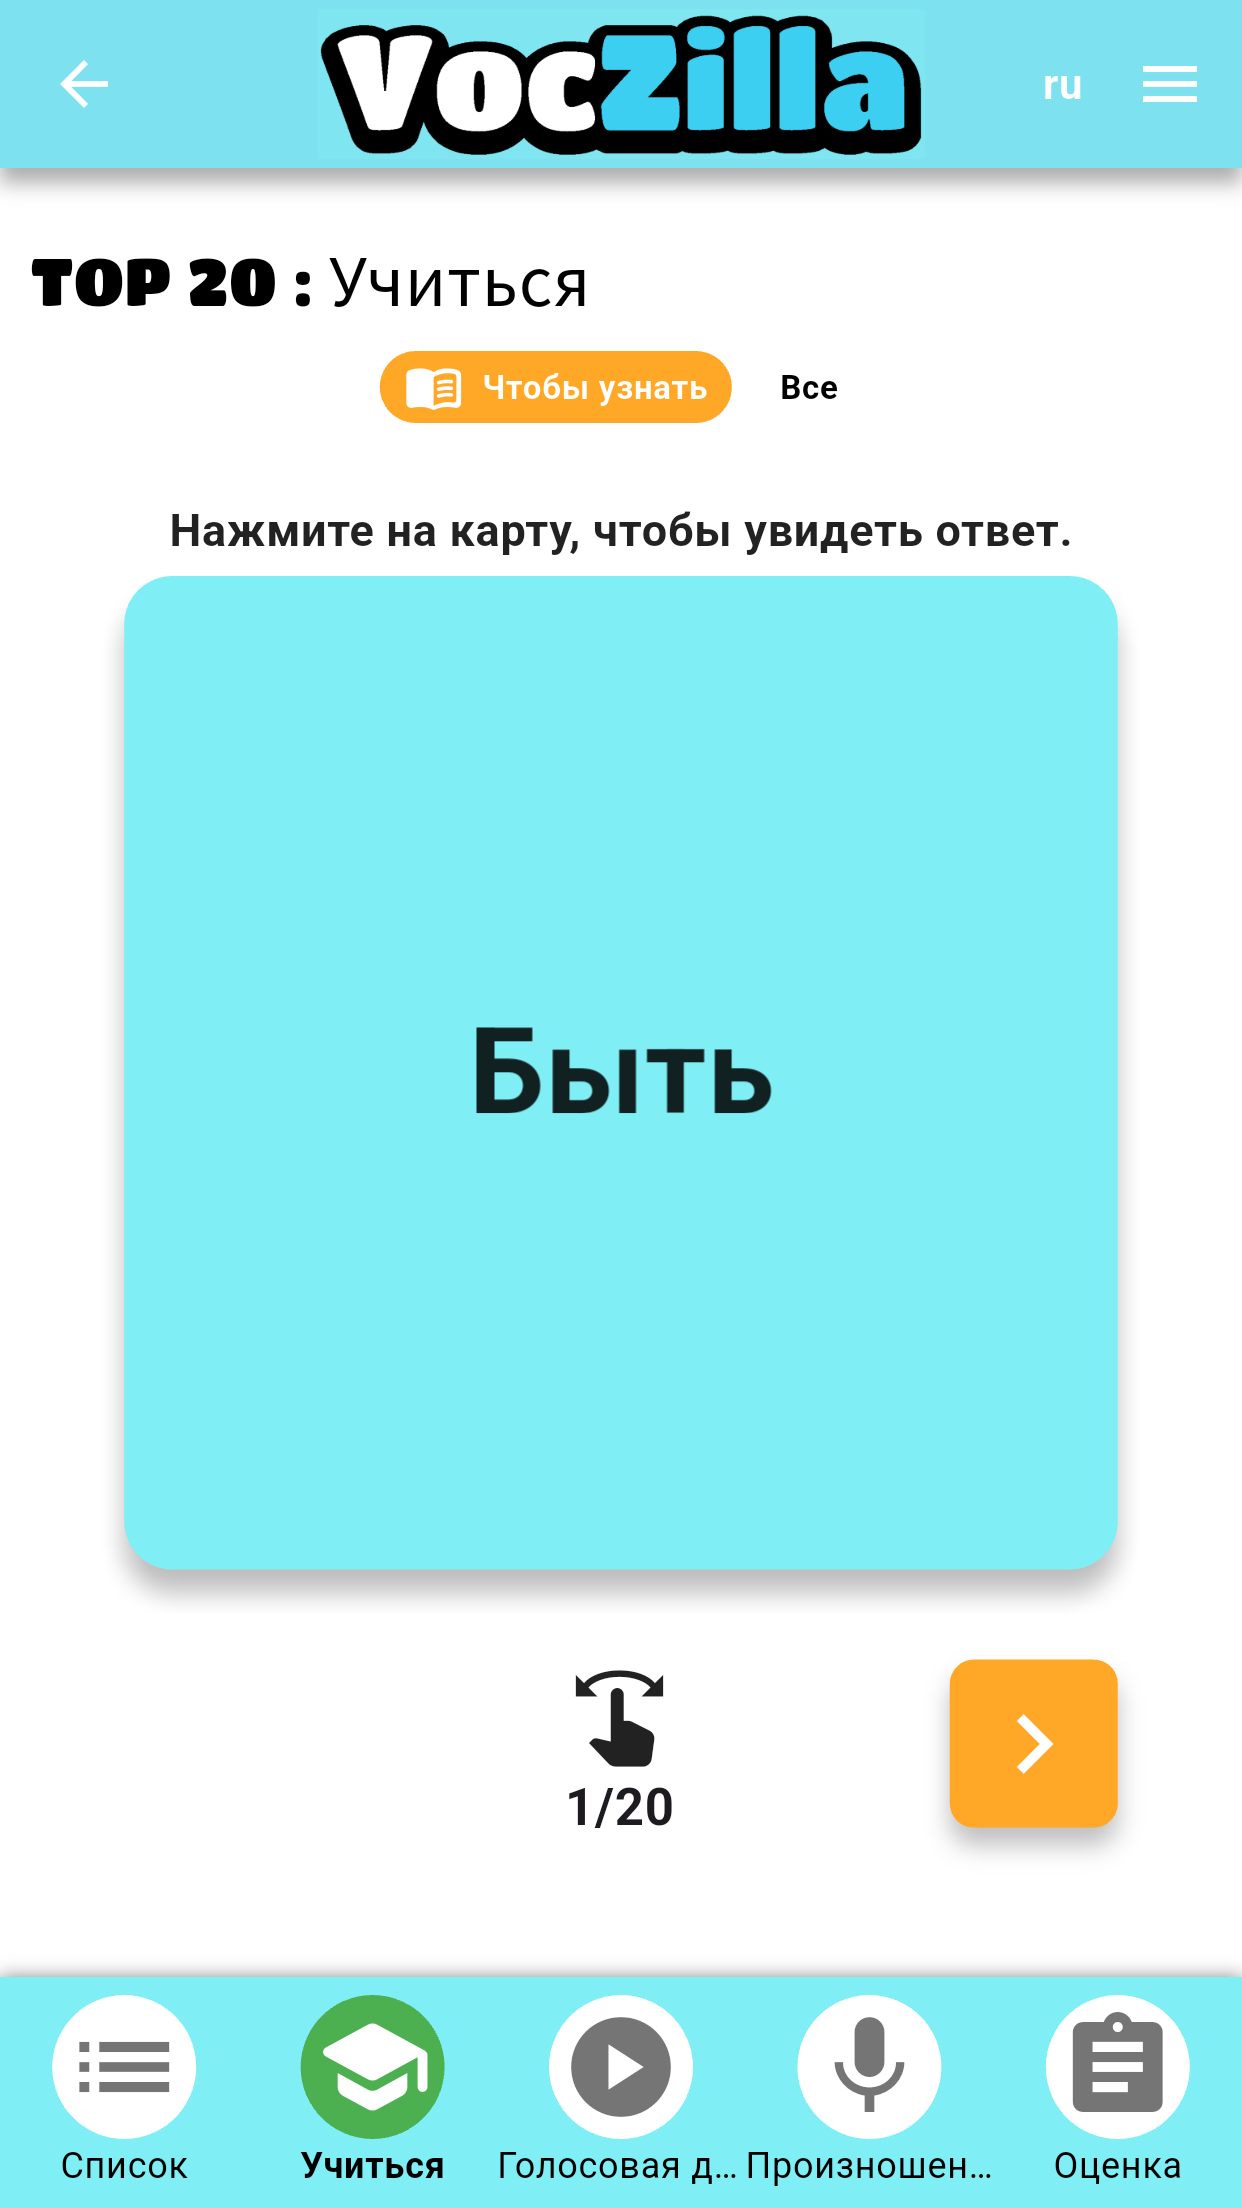 VocZilla
ru
TOP 20 : Учиться
Чтобы узнать
Все
Нажмите на карту, чтобы увидеть ответ.
Быть
1/20
Список
Учиться
Голосовая д...
Произношен...
Оценка